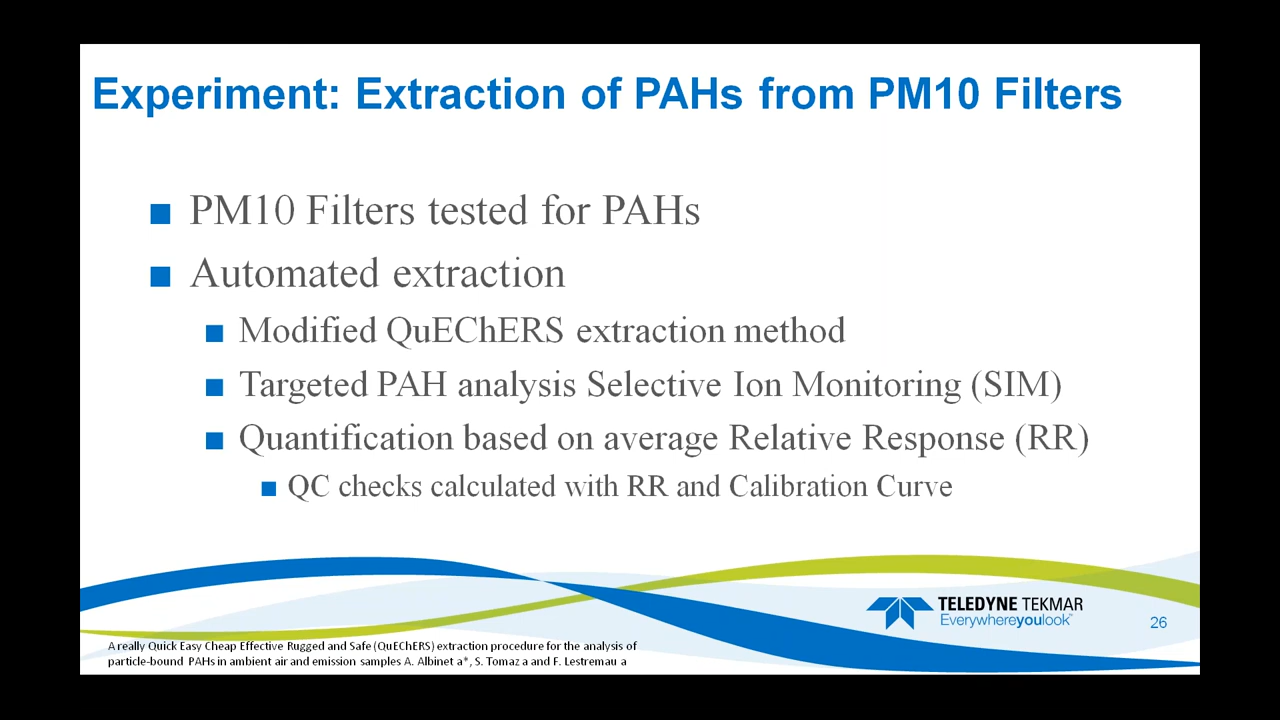 Experiment: Extraction of PAHs from PM10 Filters
PM10 Filters tested for PAHs
Automated extraction
Modified QuEChERS extraction method
Targeted PAH analysis Selective Ion Monitoring (SIM)
Quantification based on average Relative Response (RR)
QC checks calculated with RR and Calibration Curve
TELEDYNE TEKMAR
Everywhereyoulook™
26
A really Quick Easy Cheap Effective Rugged and Safe (QuEChERS) extraction procedure for the analysis of
particle-bound PAHs in ambient air and emission samples A. Albinet a*, S. Tomaz a and F. Lestremau a